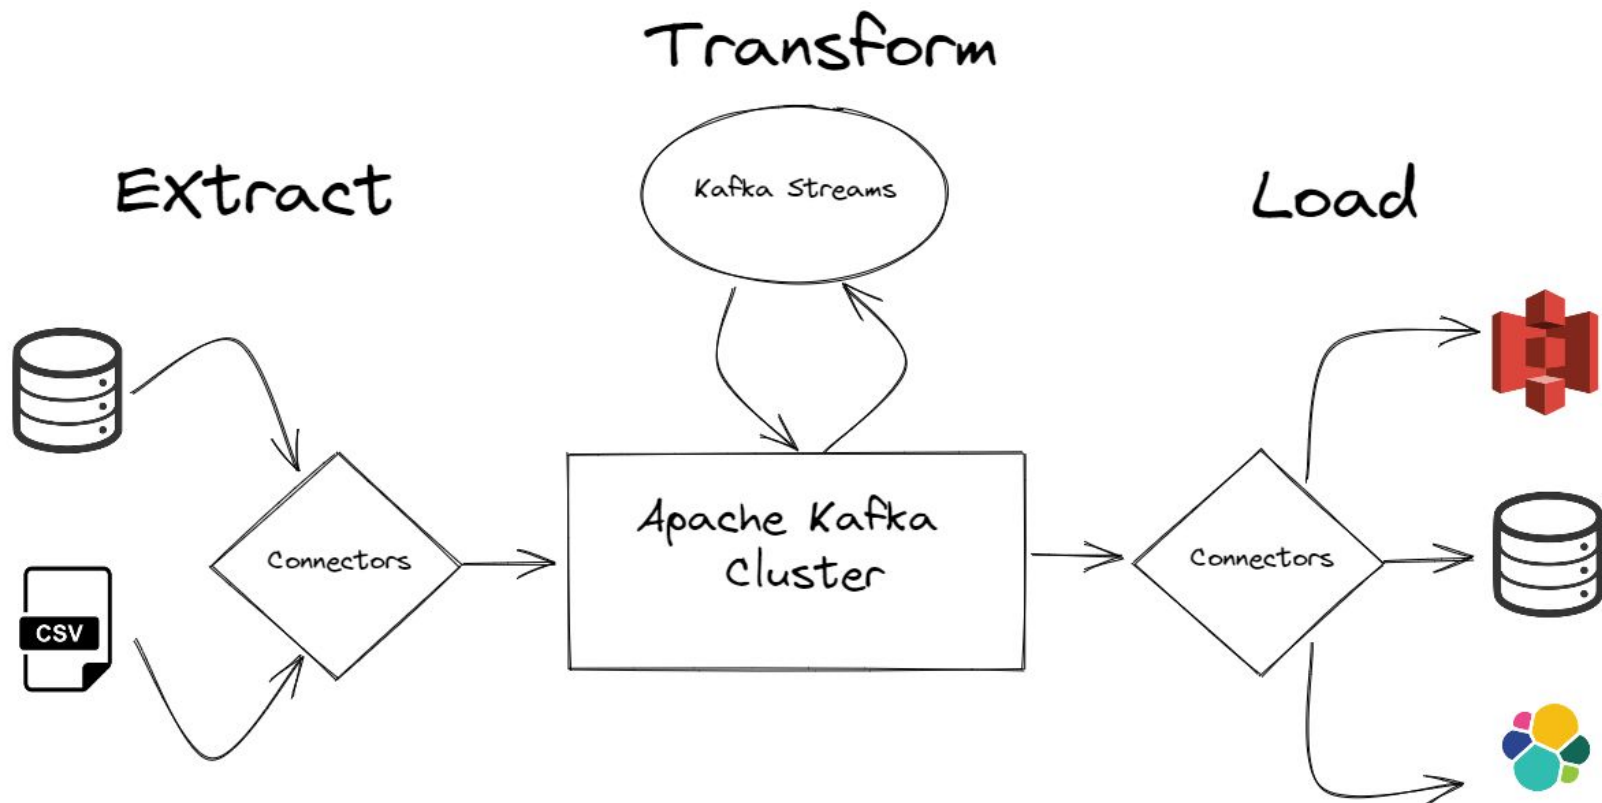 Transform
Extract
Kafka Streams
Load
Connectors
Apache Kafka
Cluster
Connectors
CSV